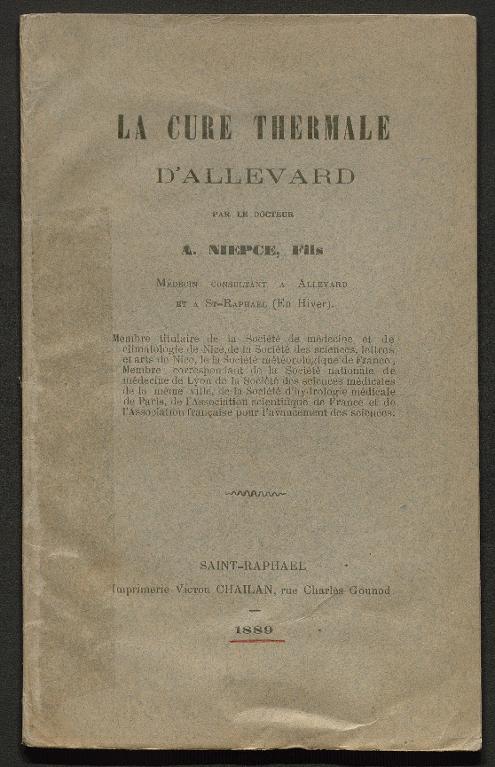 LA CURE THERMALE
D'ALLEVARD
PAR LE DOCTEUR
A. NIEPCE, Fils
MÉDECIN CONSULTANT A ALLEVARD
ET A ST-RAPHAEL (EN HIVER).
Membre titulaire de la Société de médecine et de
climatologie de Nice, de la Société des sciences, lettres
et arts de Nice, de la Société météorologique de France,
Membre correspondant de la Société nationale de
médecine de Lyon de la Société des sciences médicales
de la même ville, de la Société d'hydrologie médicale
de Paris, de l'Association scientifique de France et de
l'Association française pour l'avancement des sciences.
SAINT-RAPHAEL
Imprimerie Victor CHAILAN, rue Charles Gounod
1889